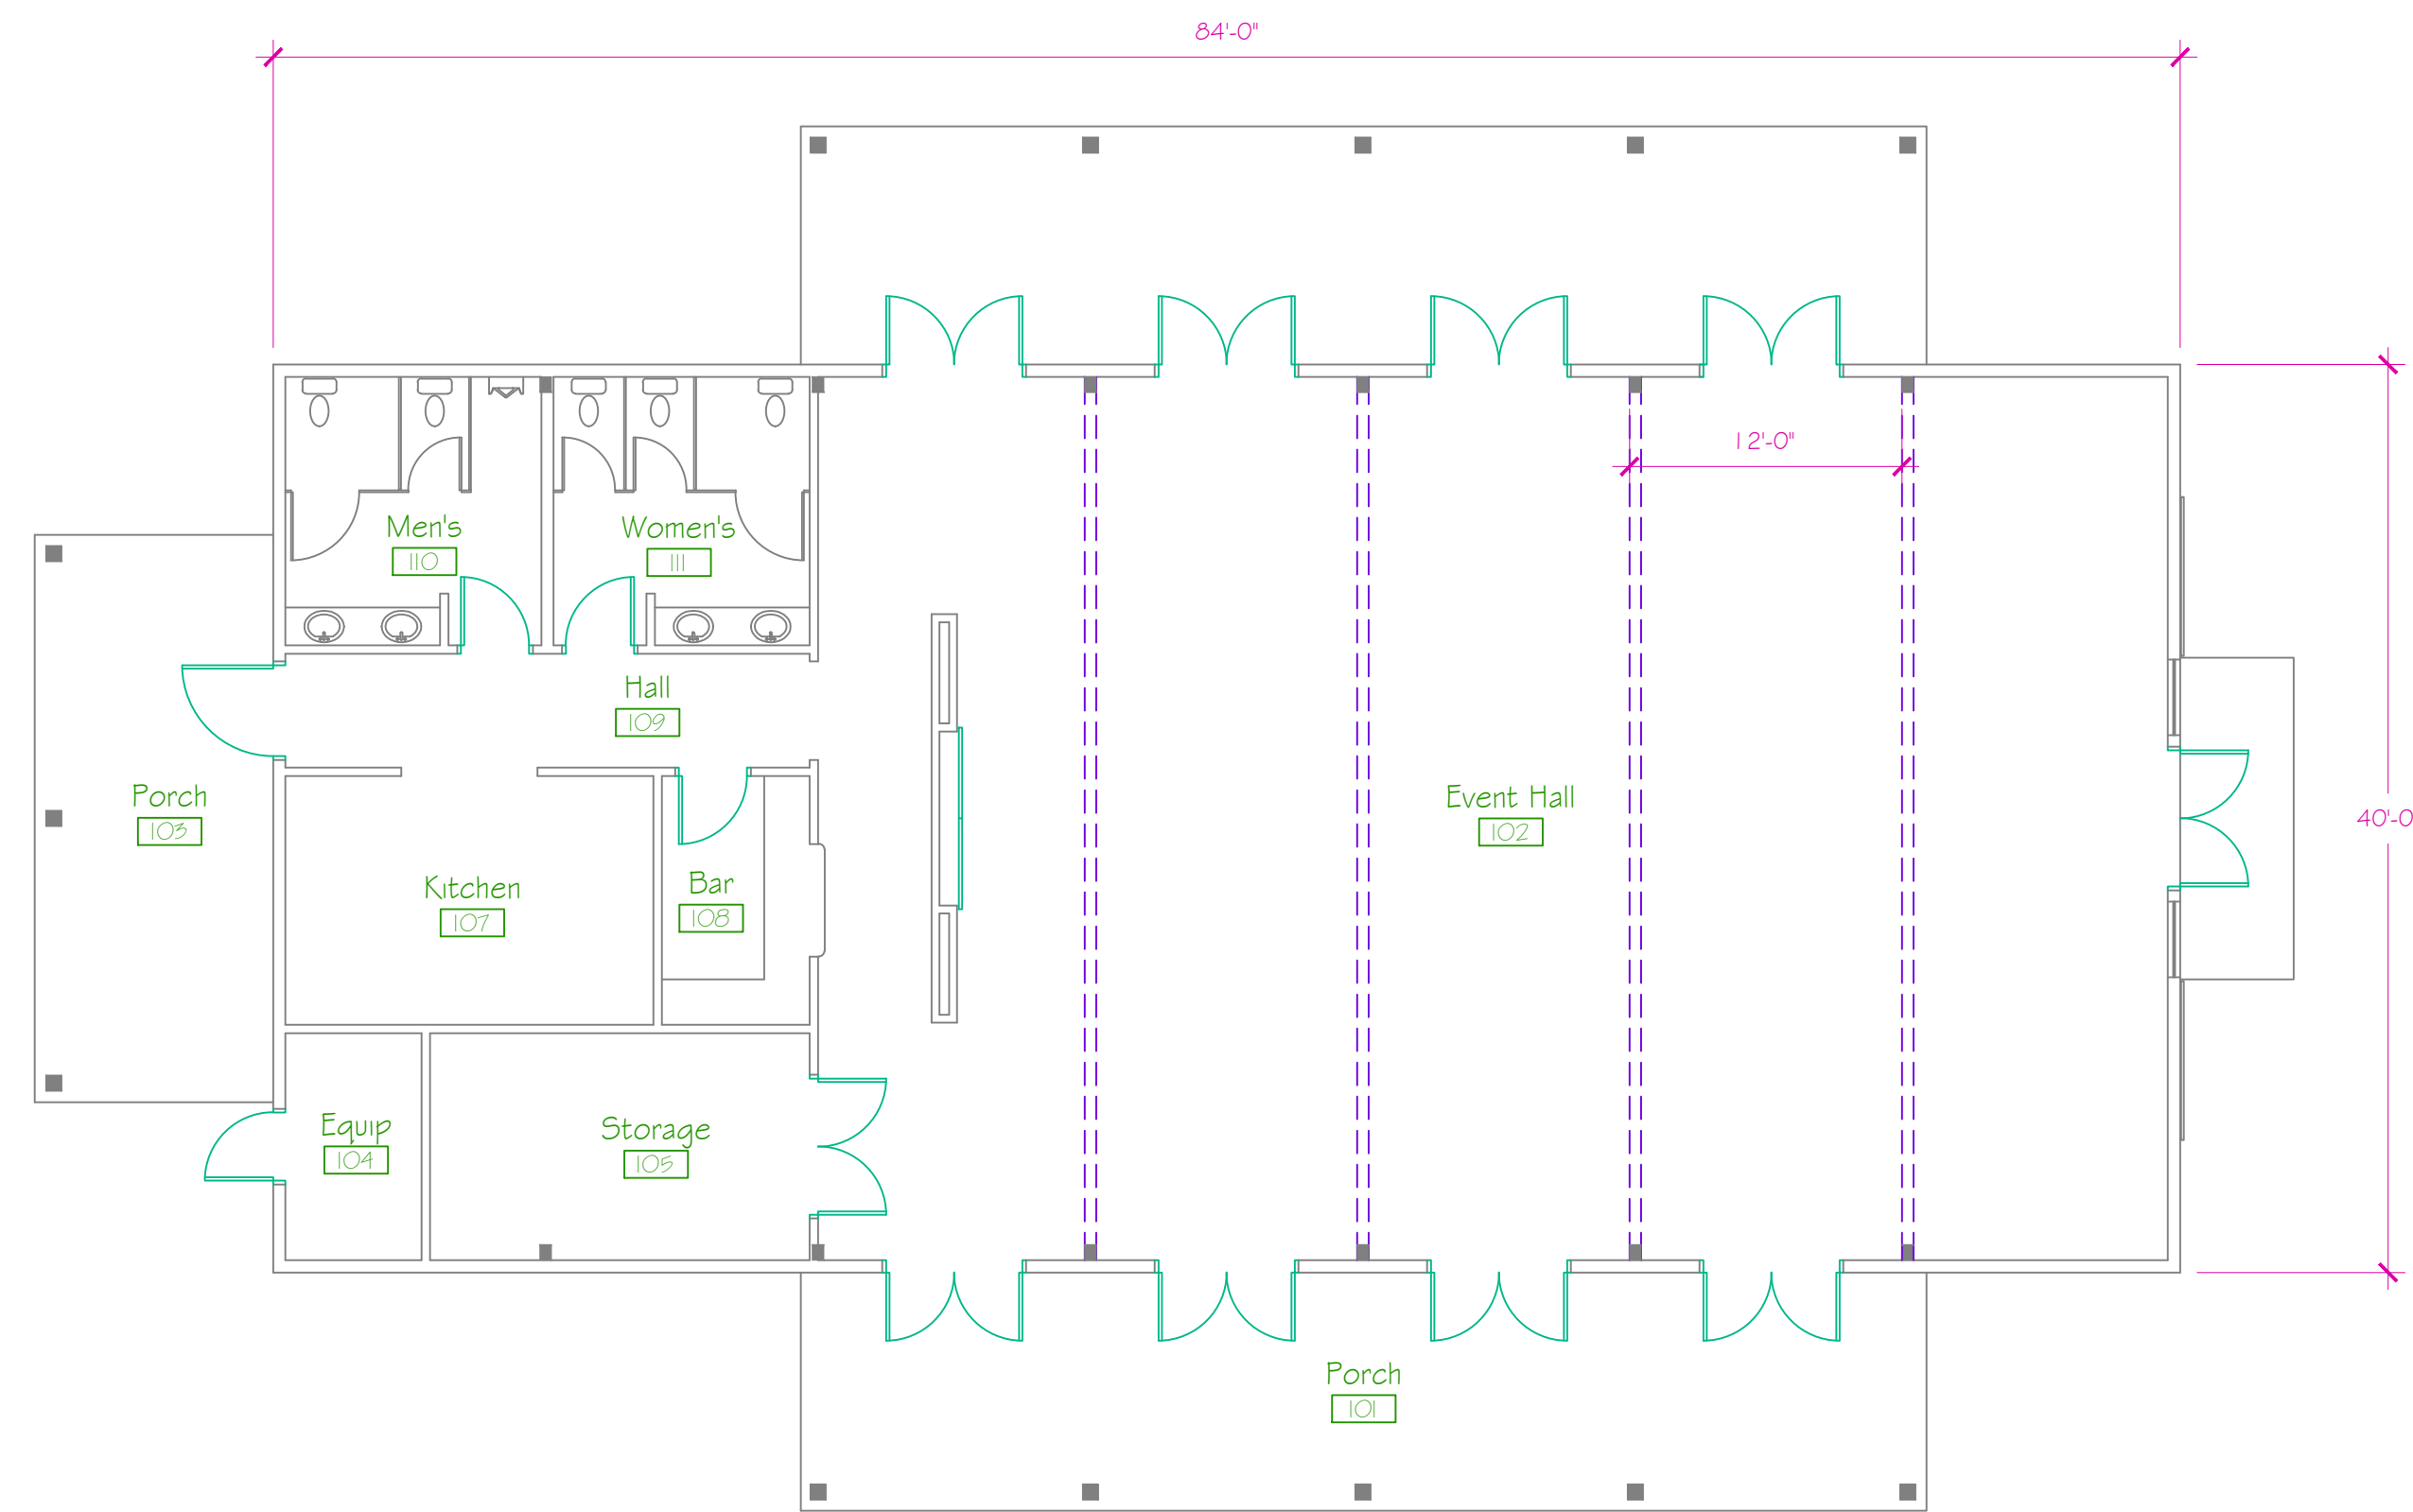 84'-0"
12'-0"
Men's
110
Women's
111
Hall
109
Porch
103
Event Hall
102
40'-0
Kitchen
107
Bar
108
Equip
104
Storage
105
Porch
101